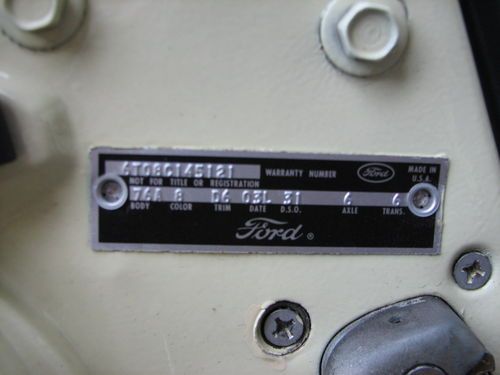 6T08C145121 WARRANTY NUMBER Ford MADE IN U.S.A.
NOT FOR TITLE OR REGISTRATION
76A 8 D6 03L 31 6 6
BODY COLOR TRIM DATE D.S.O. AXLE TRANS.
Ford ®